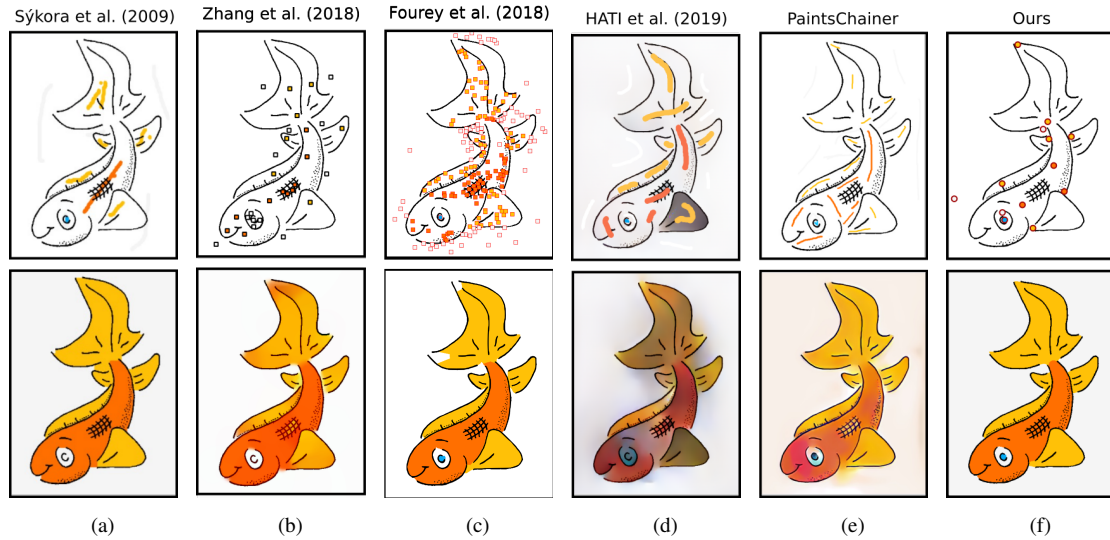 Sýkora et al. (2009)
Zhang et al. (2018)
Fourey et al. (2018)
HATI et al. (2019)
PaintsChainer
Ours
(a)
(b)
(c)
(d)
(e)
(f)